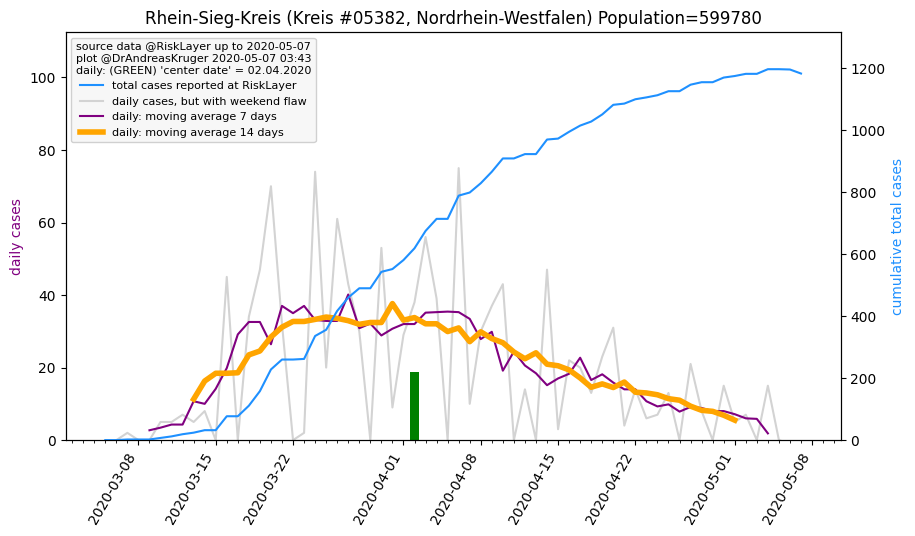 Rhein-Sieg-Kreis (Kreis #05382, Nordrhein-Westfalen) Population=599780
source data @RiskLayer up to 2020-05-07
plot @DrAndreasKruger 2020-05-07 03:43
daily: (GREEN) 'center date' = 02.04.2020
total cases reported at RiskLayer
daily cases, but with weekend flaw
daily: moving average 7 days
daily: moving average 14 days
daily cases
100
80
60
40
20
0
cumulative total cases
1200
1000
800
600
400
200
0
2020-03-08
2020-03-15
2020-03-22
2020-04-01
2020-04-08
2020-04-15
2020-04-22
2020-05-01
2020-05-08